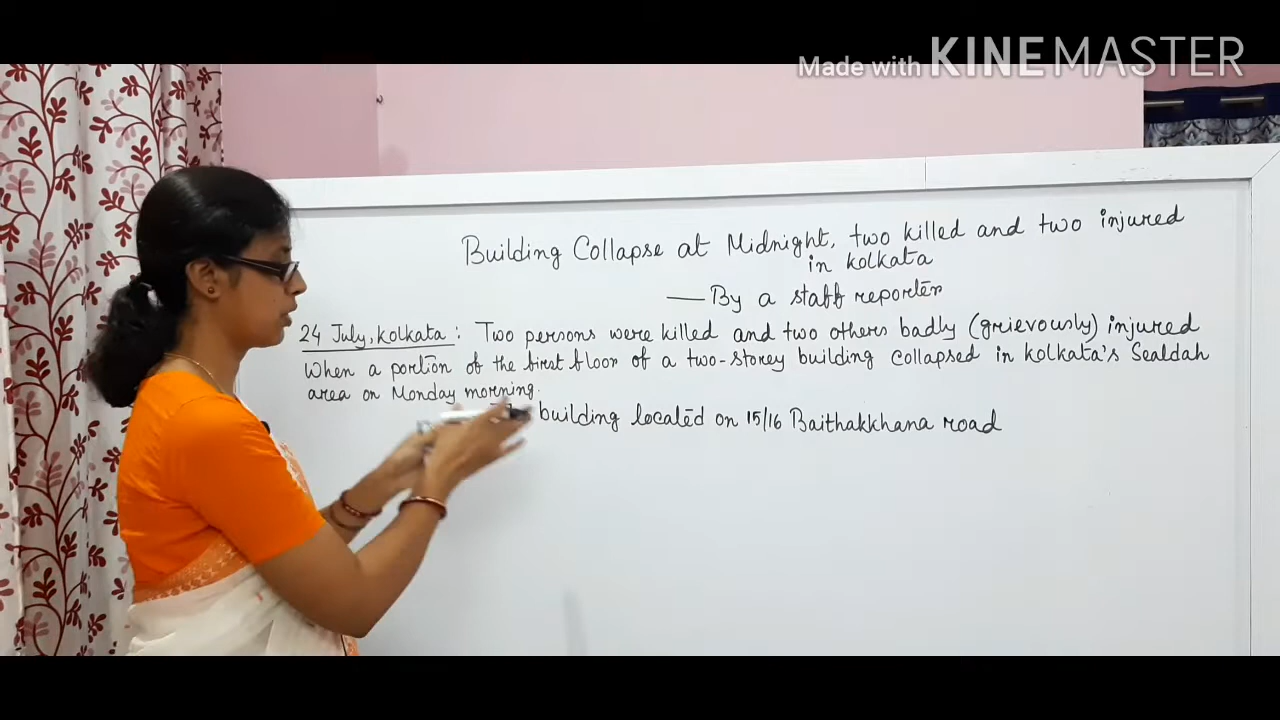 Made with KINEMASTER
Building Collapse at Midnight, two killed and two injured
in kolkata
— By a staff reporter
24 July, Kolkata : Two persons were killed and two others badly (grievously) injured
When a portion of the first floor of a two-storey building collapsed in kolkata's Sealdah
area on Monday morning.
building located on 15/16 Baithakkhana road